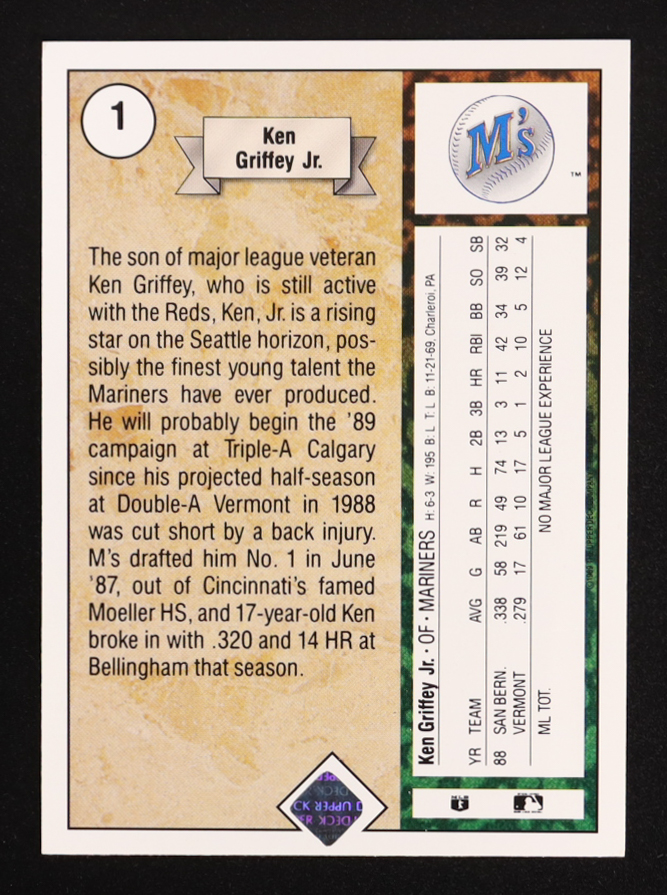 1
Ken
Griffey Jr.
The son of major league veteran
Ken Griffey, who is still active
with the Reds, Ken, Jr. is a rising
star on the Seattle horizon, pos-
sibly the finest young talent the
Mariners have ever produced.
He will probably begin the '89
campaign at Triple-A Calgary
since his projected half-season
at Double-A Vermont in 1988
was cut short by a back injury.
M's drafted him No. 1 in June
'87, out of Cincinnati's famed
Moeller HS, and 17-year-old Ken
broke in with .320 and 14 HR at
Bellingham that season.
M's
TM
Ken Griffey Jr. • OF • MARINERS H: 6-3 W: 195 B: L T: L B: 11-21-69, Charleroi, PA
YR TEAM AVG G AB R H 2B 3B HR RBI BB SO SB
88 SAN BERN. .338 58 219 49 74 13 3 11 42 34 39 32
VERMONT .279 17 61 10 17 5 1 2 10 5 12 4
ML TOT. NO MAJOR LEAGUE EXPERIENCE
UPPER
DECK